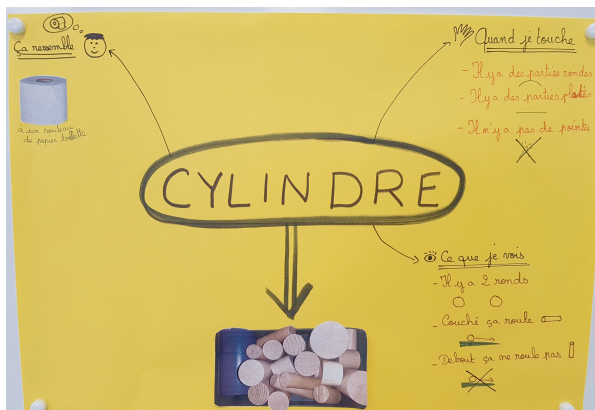 Ça ressemble
à un rouleau
de papier toilette
Quand je touche
- Il y a des parties rondes
- Il y a des parties plates
- Il n'y a pas de pointu
CYLINDRE
Ce que je vois
- Il y a 2 ronds
- Couché ça roule
- Debout ça ne roule pas